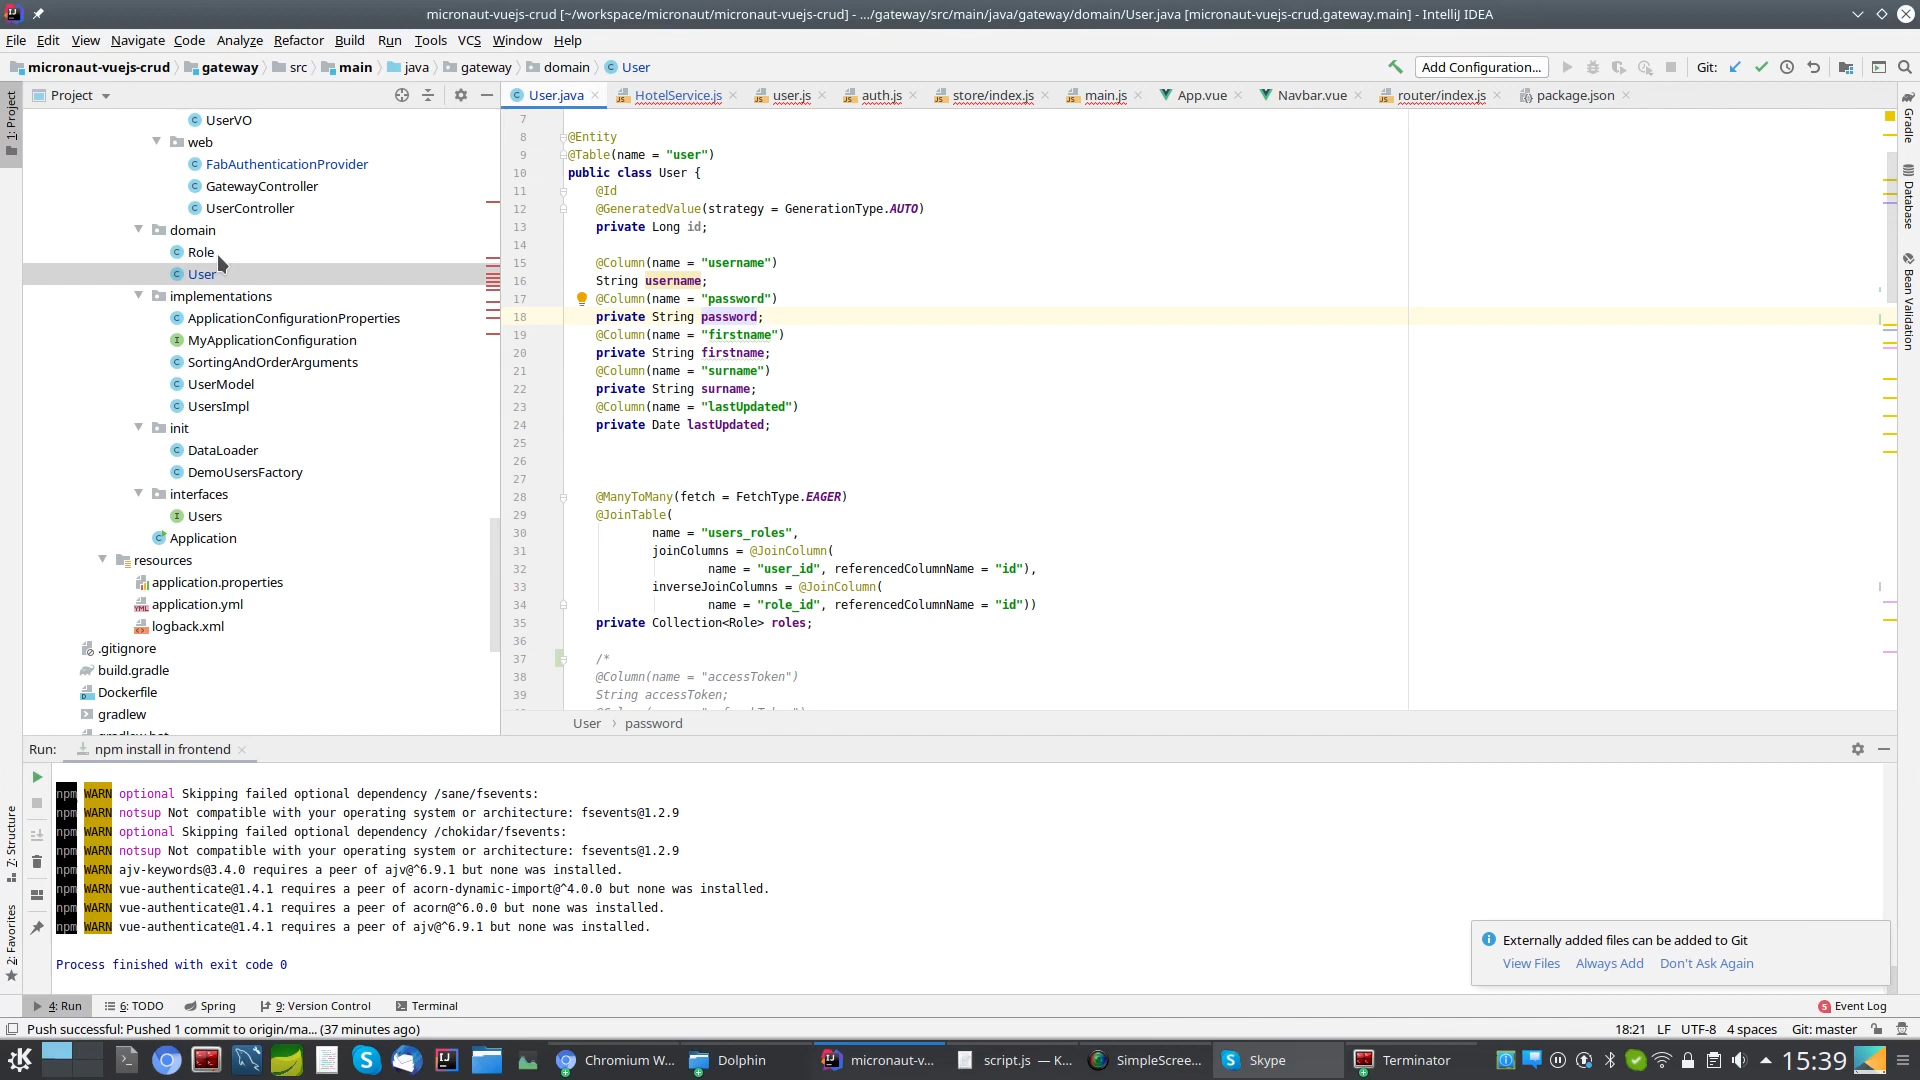 micronaut-vuejs-crud [~/workspace/micronaut/micronaut-vuejs-crud] - .../gateway/src/main/java/gateway/domain/User.java [micronaut-vuejs-crud.gateway.main] - IntelliJ IDEA
File Edit View Navigate Code Analyze Refactor Build Run Tools VCS Window Help
micronaut-vuejs-crud gateway src main java gateway domain User Add Configuration... Git:
Project
User.java HotelService.js user.js auth.js store/index.js main.js App.vue Navbar.vue router/index.js package.json
1: Project
7: Structure
2: Favorites
Gradle
Database
Bean Validation
UserVO
web
FabAuthenticationProvider
GatewayController
UserController
domain
Role
User
implementations
ApplicationConfigurationProperties
MyApplicationConfiguration
SortingAndOrderArguments
UserModel
UsersImpl
init
DataLoader
DemoUsersFactory
interfaces
Users
Application
resources
application.properties
application.yml
logback.xml
.gitignore
build.gradle
Dockerfile
gradlew
gradlew.bat
7
8 @Entity
9 @Table(name = "user")
10 public class User {
11 @Id
12 @GeneratedValue(strategy = GenerationType.AUTO)
13 private Long id;
14
15 @Column(name = "username")
16 String username;
17 @Column(name = "password")
18 private String password;
19 @Column(name = "firstname")
20 private String firstname;
21 @Column(name = "surname")
22 private String surname;
23 @Column(name = "lastUpdated")
24 private Date lastUpdated;
25
26
27
28 @ManyToMany(fetch = FetchType.EAGER)
29 @JoinTable(
30 name = "users_roles",
31 joinColumns = @JoinColumn(
32 name = "user_id", referencedColumnName = "id"),
33 inverseJoinColumns = @JoinColumn(
34 name = "role_id", referencedColumnName = "id"))
35 private Collection<Role> roles;
36
37 /*
38 @Column(name = "accessToken")
39 String accessToken;
User › password
Run: npm install in frontend
npm WARN optional Skipping failed optional dependency /sane/fsevents:
npm WARN notsup Not compatible with your operating system or architecture: fsevents@1.2.9
npm WARN optional Skipping failed optional dependency /chokidar/fsevents:
npm WARN notsup Not compatible with your operating system or architecture: fsevents@1.2.9
npm WARN ajv-keywords@3.4.0 requires a peer of ajv@^6.9.1 but none was installed.
npm WARN vue-authenticate@1.4.1 requires a peer of acorn-dynamic-import@^4.0.0 but none was installed.
npm WARN vue-authenticate@1.4.1 requires a peer of acorn@^6.0.0 but none was installed.
npm WARN vue-authenticate@1.4.1 requires a peer of ajv@^6.9.1 but none was installed.
Process finished with exit code 0
Externally added files can be added to Git
View Files Always Add Don't Ask Again
4: Run 6: TODO Spring 9: Version Control Terminal 5 Event Log
Push successful: Pushed 1 commit to origin/ma... (37 minutes ago) 18:21 LF UTF-8 4 spaces Git: master
Chromium W... Dolphin micronaut-v... script.js — K... SimpleScree... Skype Terminator 15:39